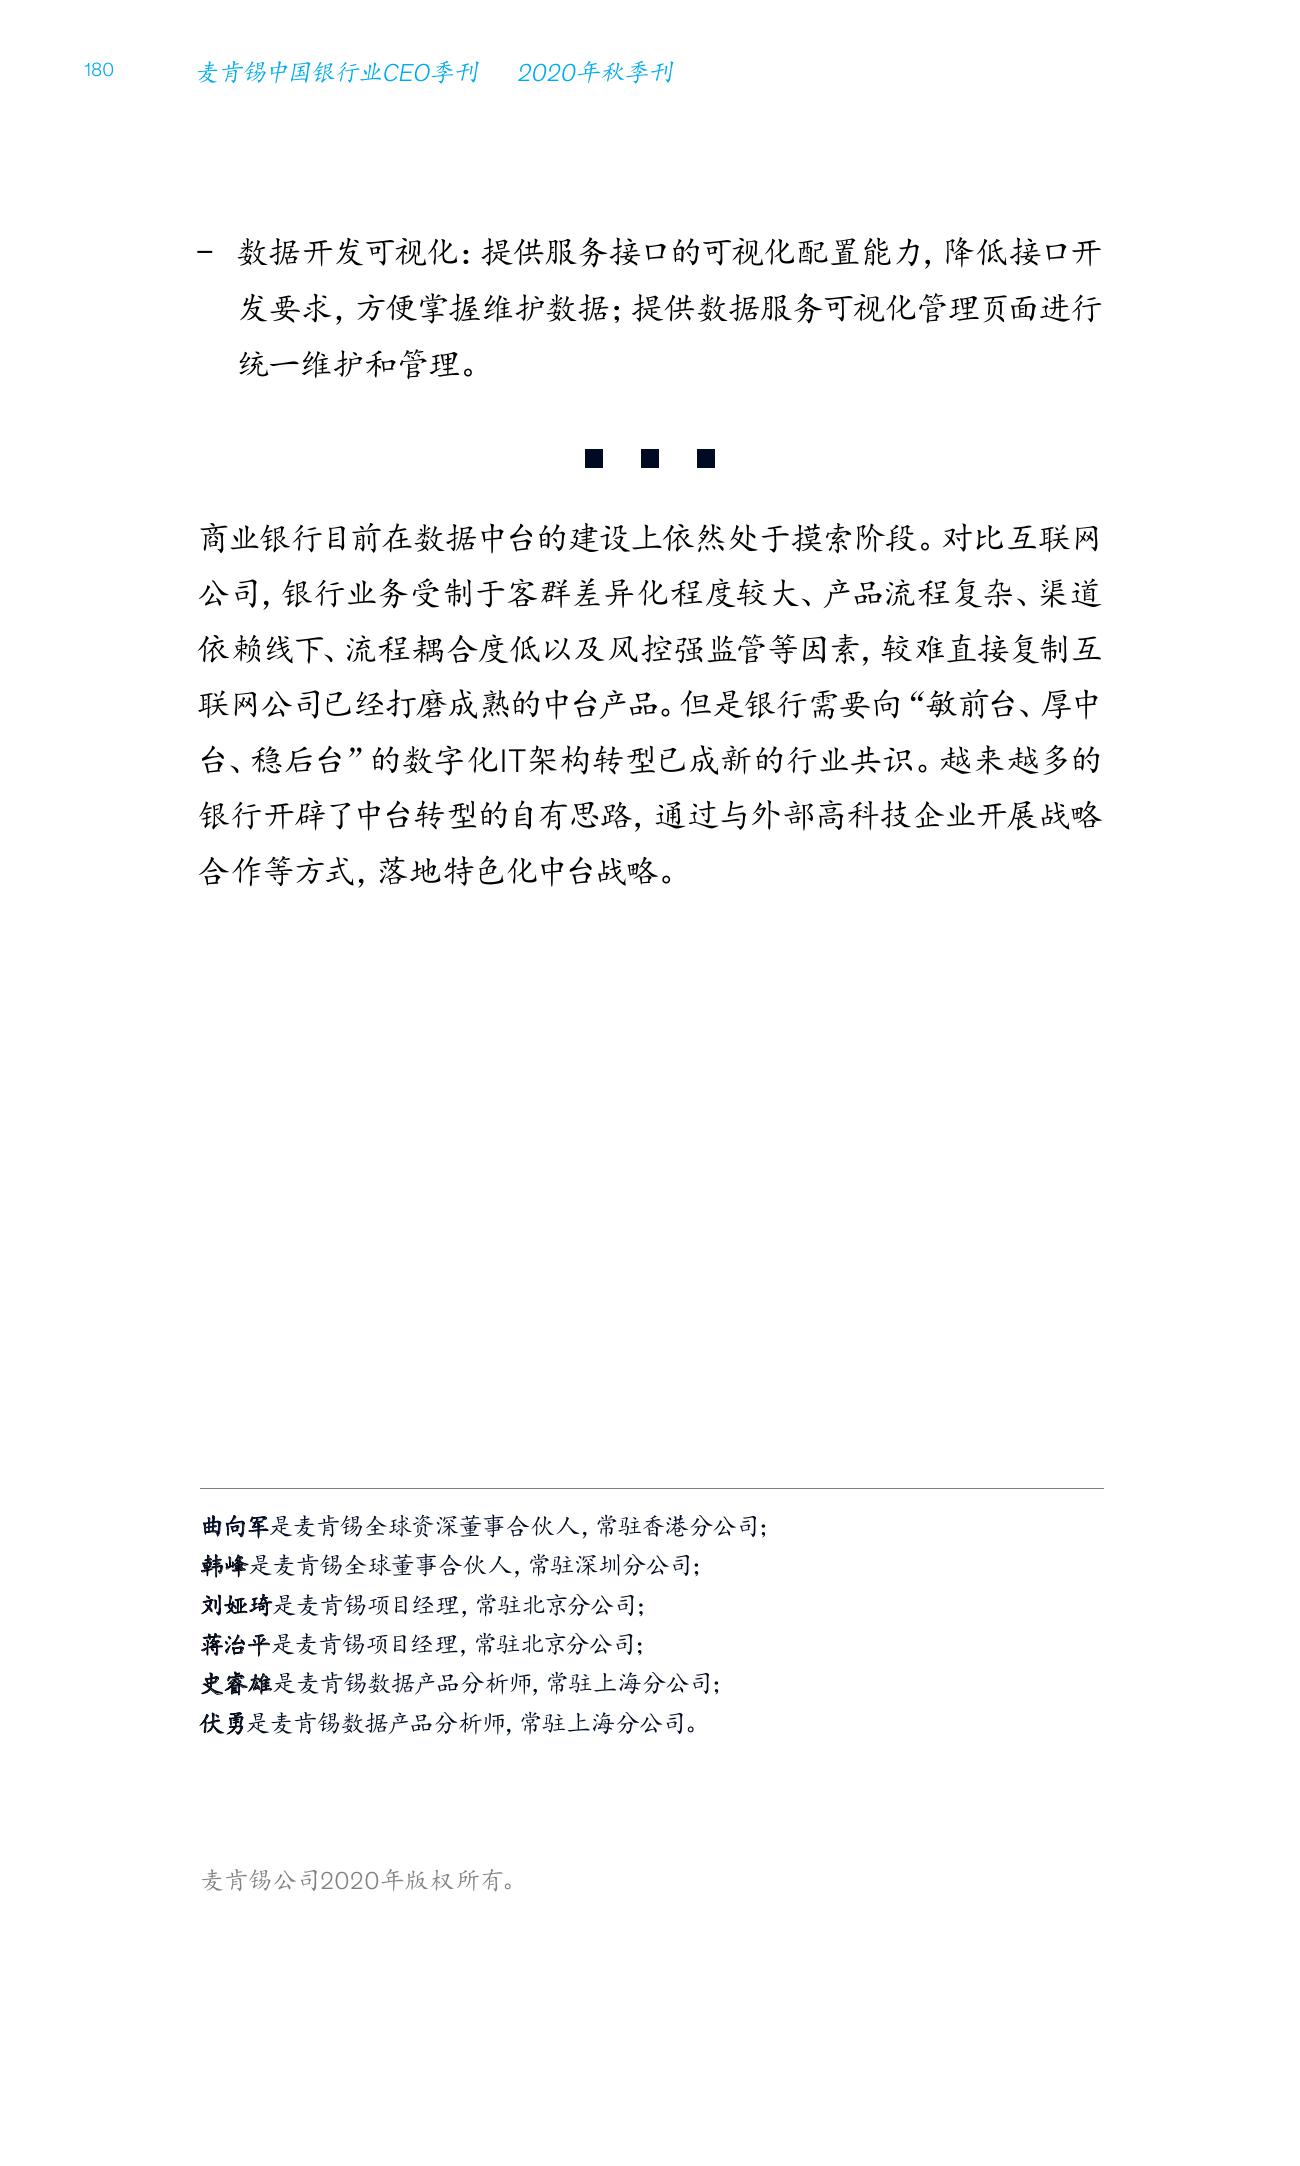 180 麦肯锡中国银行业CEO季刊 2020年秋季刊
– 数据开发可视化：提供服务接口的可视化配置能力，降低接口开
发要求，方便掌握维护数据；提供数据服务可视化管理页面进行
统一维护和管理。
■ ■ ■
商业银行目前在数据中台的建设上依然处于摸索阶段。对比互联网
公司，银行业务受制于客群差异化程度较大、产品流程复杂、渠道
依赖线下、流程耦合度低以及风控强监管等因素，较难直接复制互
联网公司已经打磨成熟的中台产品。但是银行需要向“敏前台、厚中
台、稳后台”的数字化IT架构转型已成新的行业共识。越来越多的
银行开辟了中台转型的自有思路，通过与外部高科技企业开展战略
合作等方式，落地特色化中台战略。
曲向军是麦肯锡全球资深董事合伙人，常驻香港分公司；
韩峰是麦肯锡全球董事合伙人，常驻深圳分公司；
刘娅琦是麦肯锡项目经理，常驻北京分公司；
蒋治平是麦肯锡项目经理，常驻北京分公司；
史睿雄是麦肯锡数据产品分析师，常驻上海分公司；
伏勇是麦肯锡数据产品分析师，常驻上海分公司。
麦肯锡公司2020年版权所有。